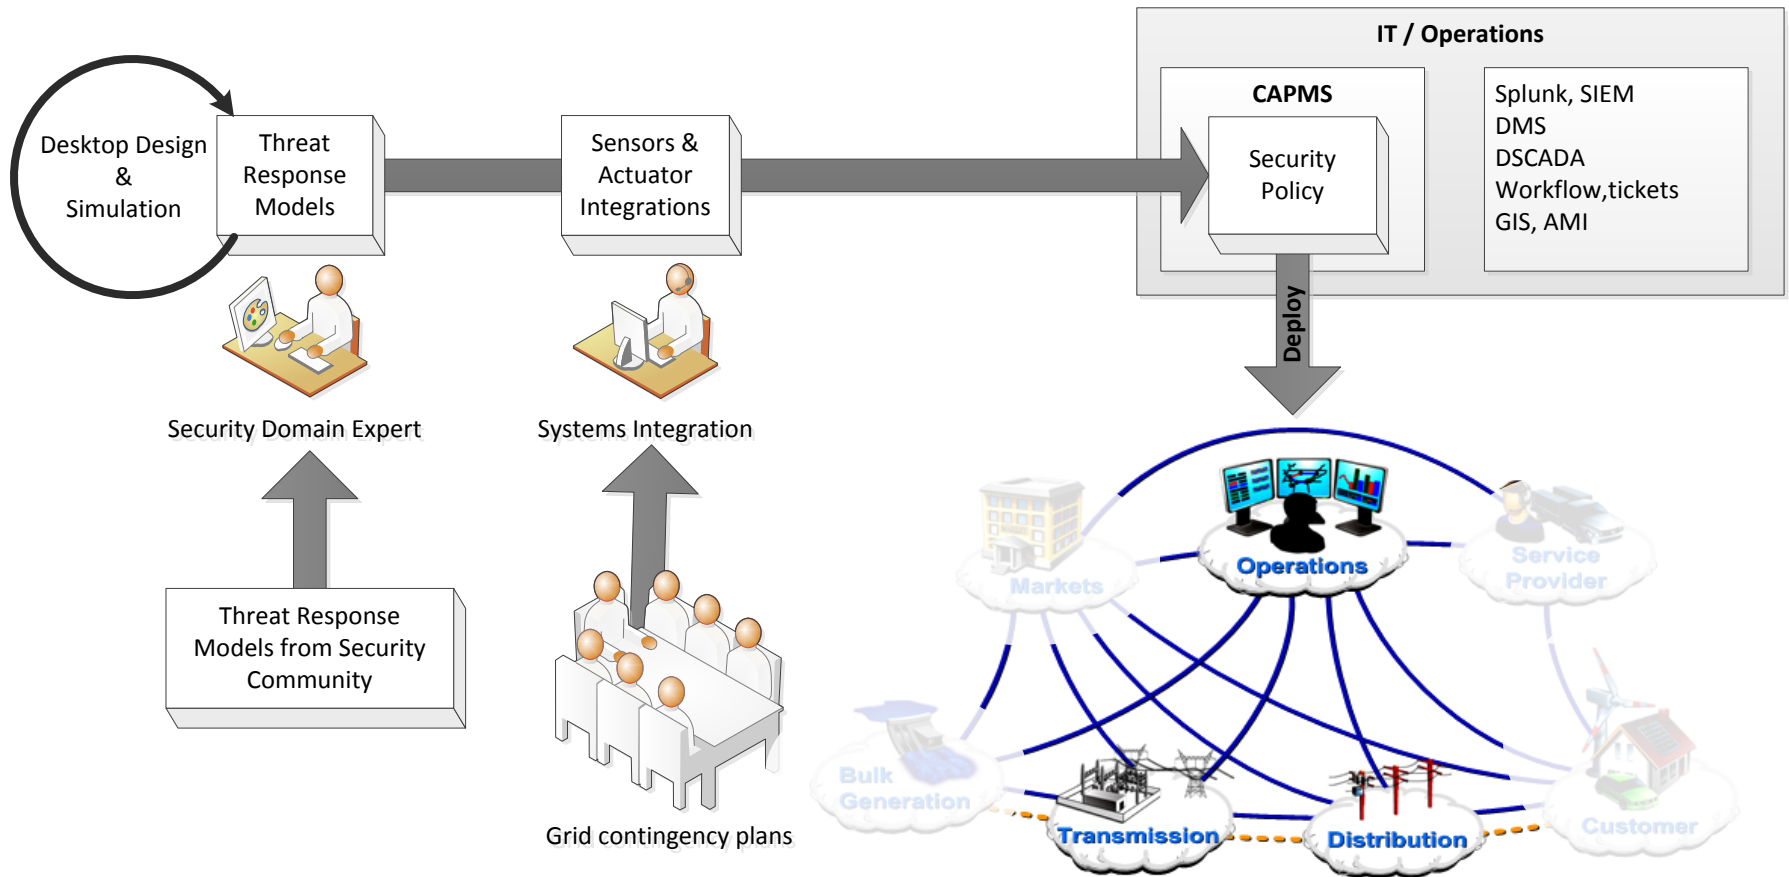 IT / Operations
CAPMS
Security
Policy
Splunk, SIEM
DMS
DSCADA
Workflow,tickets
GIS, AMI
Desktop Design
&
Simulation
Threat
Response
Models
Sensors &
Actuator
Integrations
Deploy
Security Domain Expert
Systems Integration
Threat Response
Models from Security
Community
Grid contingency plans
Markets
Operations
Service
Provider
Bulk
Generation
Transmission
Distribution
Customer